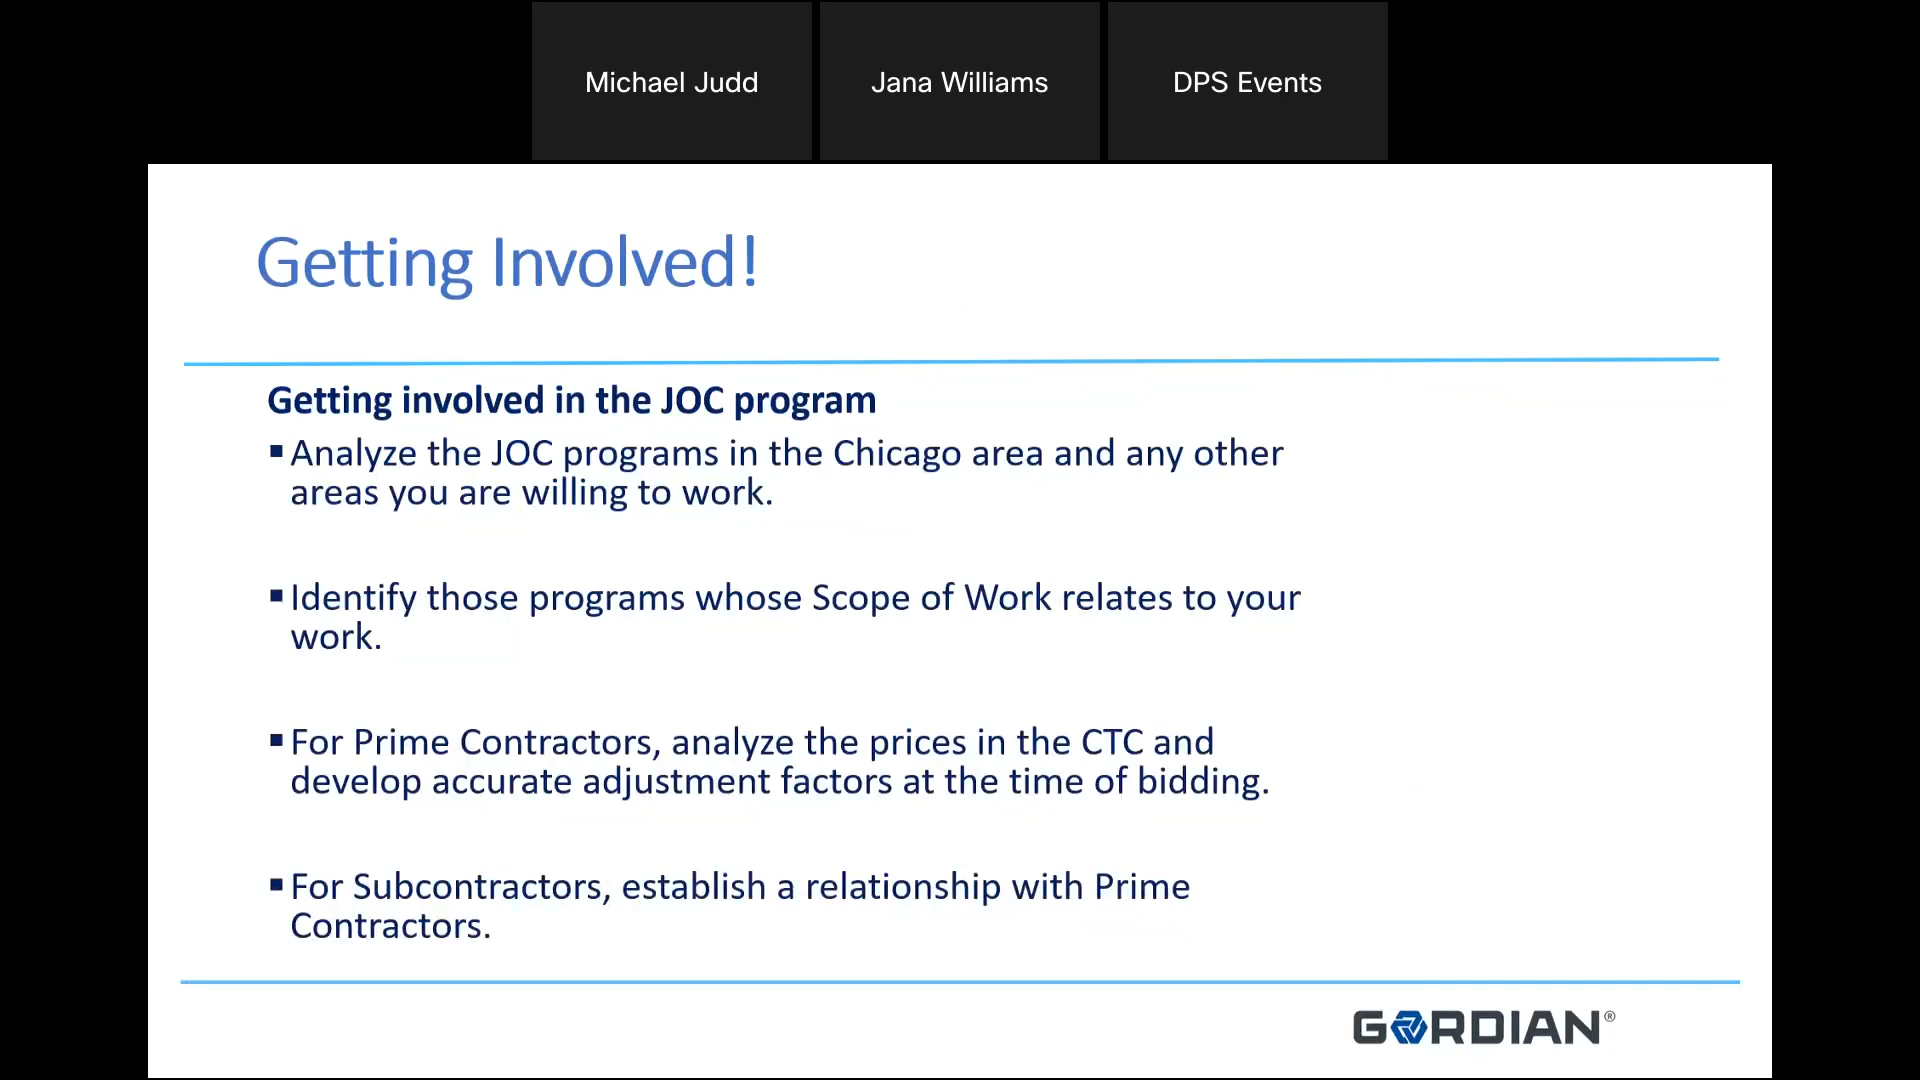 Michael Judd
Jana Williams
DPS Events
Getting Involved!
Getting involved in the JOC program
▪Analyze the JOC programs in the Chicago area and any other
areas you are willing to work.
▪Identify those programs whose Scope of Work relates to your
work.
▪For Prime Contractors, analyze the prices in the CTC and
develop accurate adjustment factors at the time of bidding.
▪For Subcontractors, establish a relationship with Prime
Contractors.
GORDIAN®